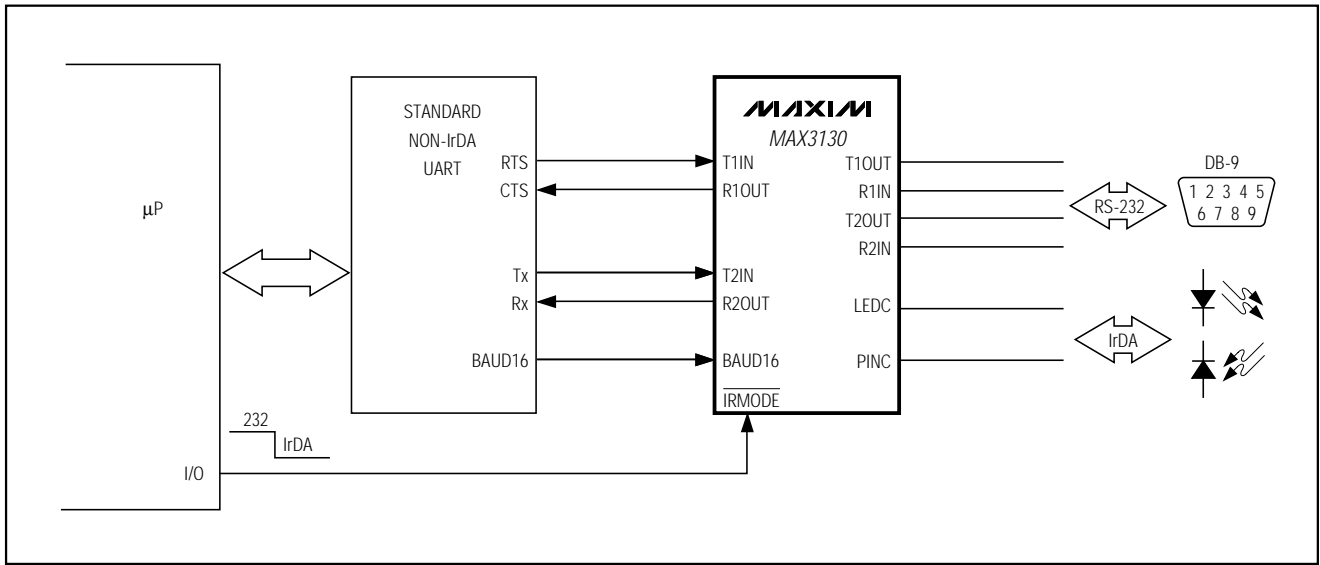 μP
I/O
232
IrDA
STANDARD
NON-IrDA
UART
RTS
CTS
Tx
Rx
BAUD16
MAXIM
MAX3130
T1IN
R1OUT
T2IN
R2OUT
BAUD16
IRMODE
T1OUT
R1IN
T2OUT
R2IN
LEDC
PINC
RS-232
IrDA
DB-9
1 2 3 4 5
6 7 8 9